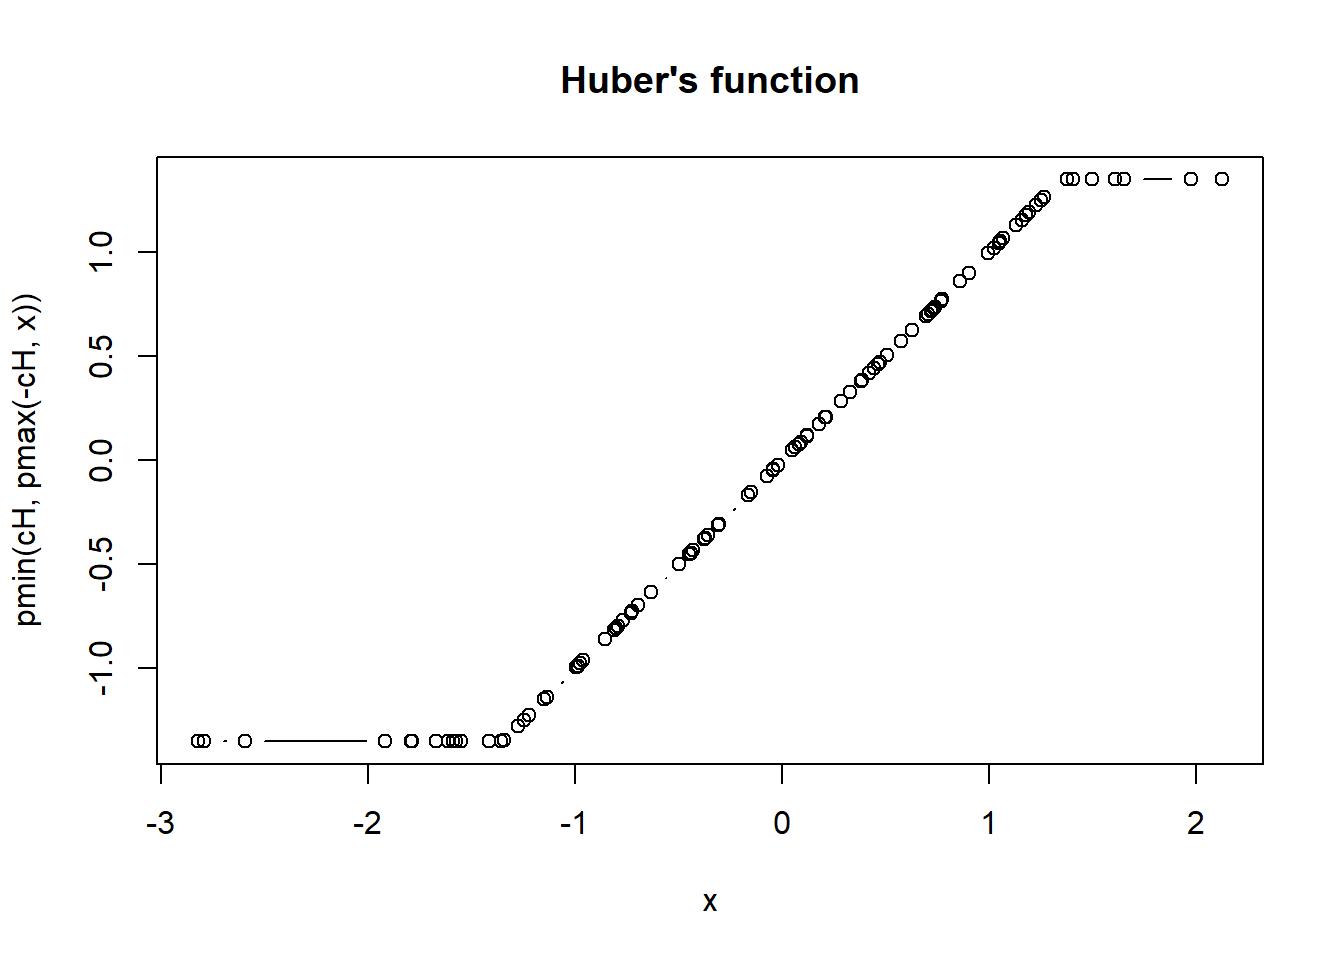 Huber's function
pmin(cH, pmax(-cH, x))
1.0
0.5
0.0
-0.5
-1.0
-3 -2 -1 0 1 2
x